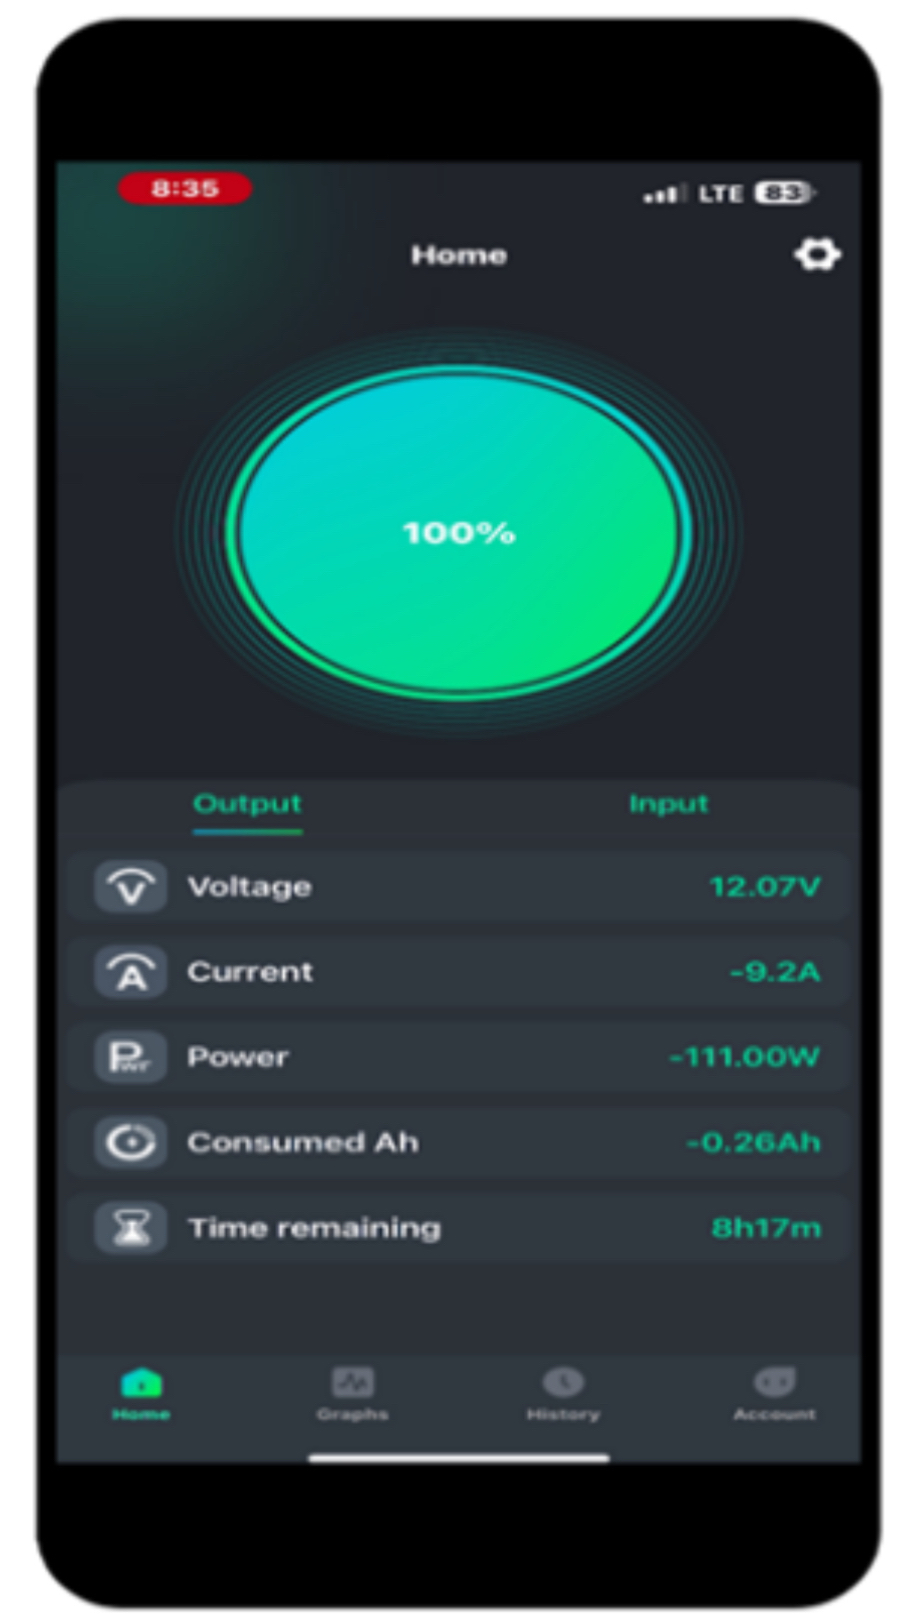 8:35 LTE 83
Home
100%
Output Input
Voltage 12.07V
Current -9.2A
Power -111.00W
Consumed Ah -0.26Ah
Time remaining 8h17m
Home Graphs History Account